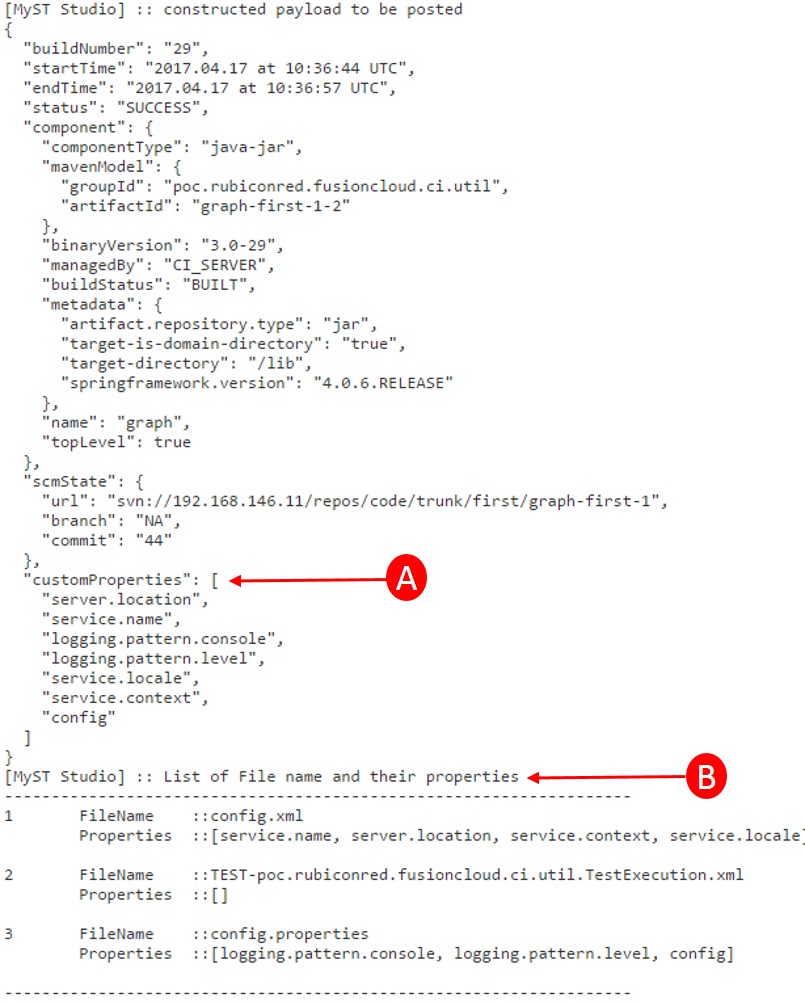 [MyST Studio] :: constructed payload to be posted
{
  "buildNumber": "29",
  "startTime": "2017.04.17 at 10:36:44 UTC",
  "endTime": "2017.04.17 at 10:36:57 UTC",
  "status": "SUCCESS",
  "component": {
    "componentType": "java-jar",
    "mavenModel": {
      "groupId": "poc.rubiconred.fusioncloud.ci.util",
      "artifactId": "graph-first-1-2"
    },
    "binaryVersion": "3.0-29",
    "managedBy": "CI_SERVER",
    "buildStatus": "BUILT",
    "metadata": {
      "artifact.repository.type": "jar",
      "target-is-domain-directory": "true",
      "target-directory": "/lib",
      "springframework.version": "4.0.6.RELEASE"
    },
    "name": "graph",
    "topLevel": true
  },
  "scmState": {
    "url": "svn://192.168.146.11/repos/code/trunk/first/graph-first-1",
    "branch": "NA",
    "commit": "44"
  },
  "customProperties": [ A
    "server.location",
    "service.name",
    "logging.pattern.console",
    "logging.pattern.level",
    "service.locale",
    "service.context",
    "config"
  ]
}
[MyST Studio] :: List of File name and their properties B
-------------------------------------------------------------------
1 FileName ::config.xml
Properties ::[service.name, server.location, service.context, service.locale]
2 FileName ::TEST-poc.rubiconred.fusioncloud.ci.util.TestExecution.xml
Properties ::[]
3 FileName ::config.properties
Properties ::[logging.pattern.console, logging.pattern.level, config]
-------------------------------------------------------------------